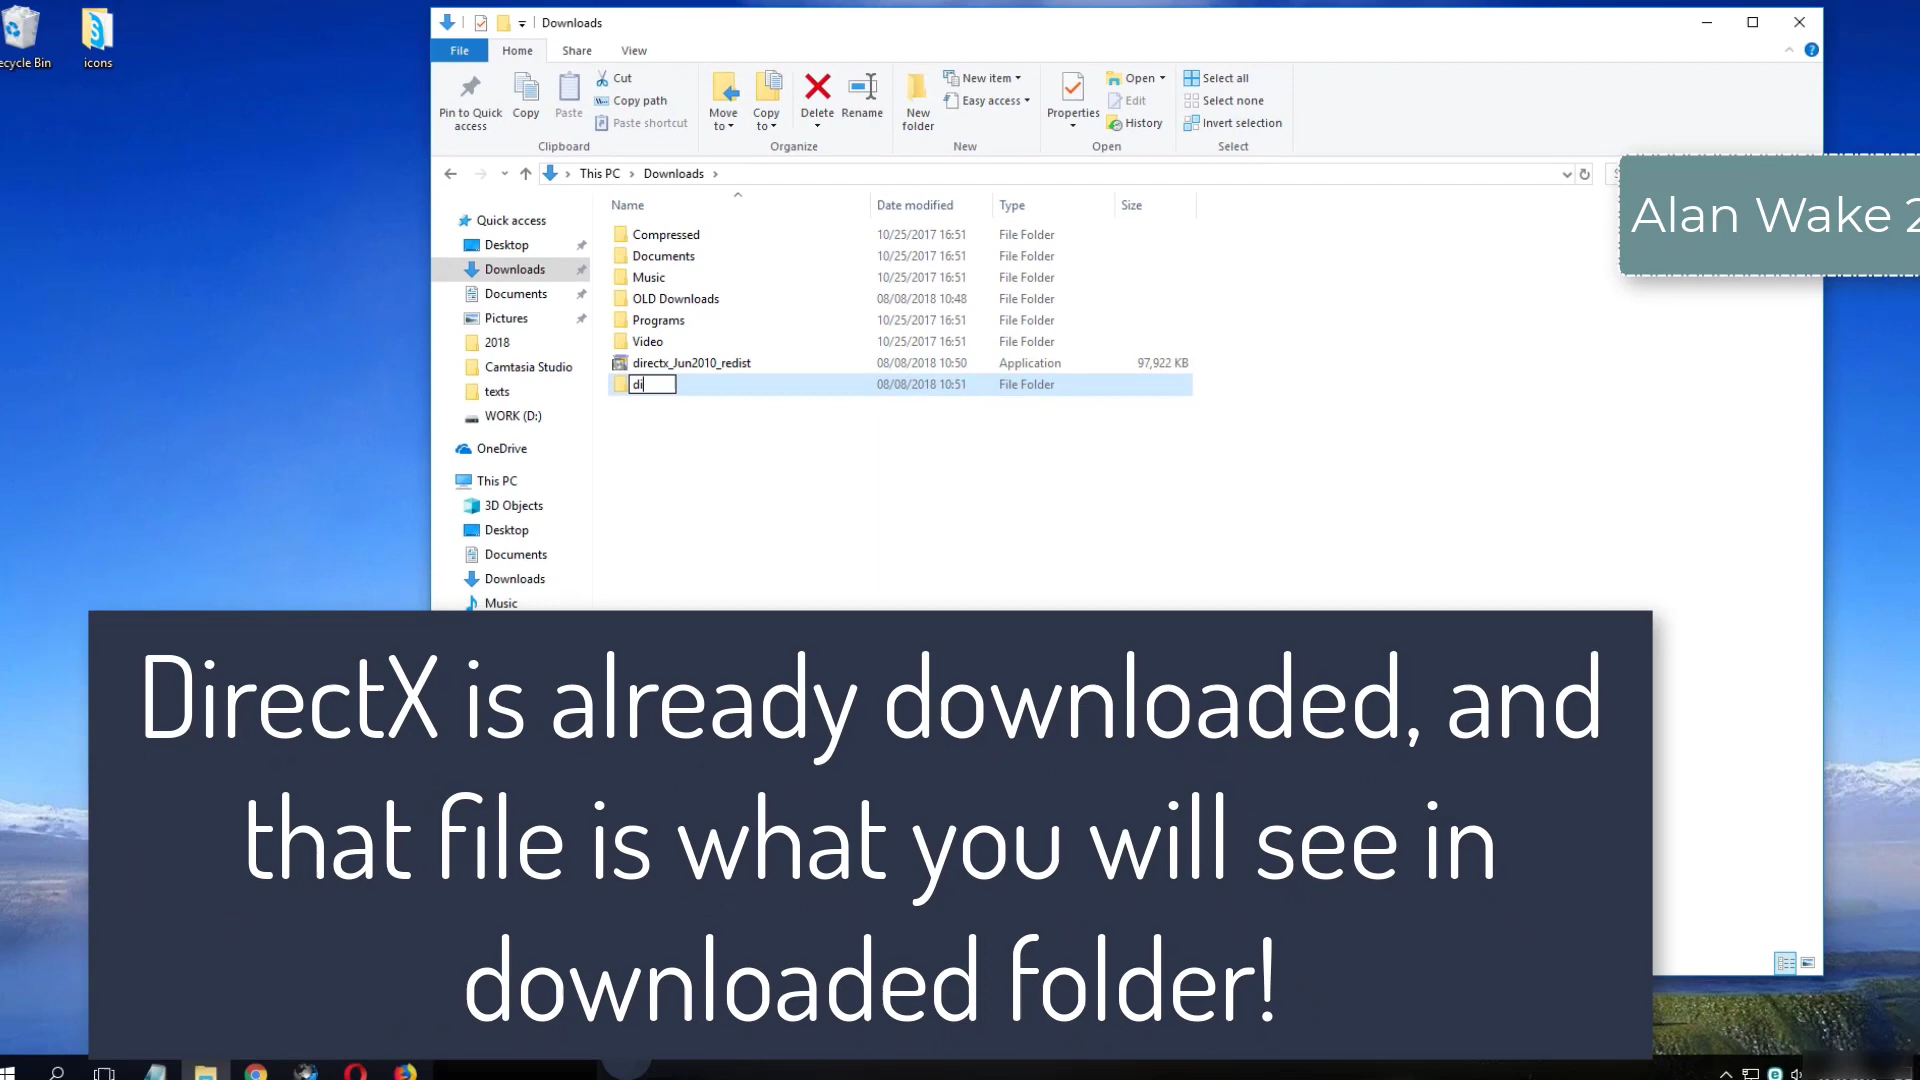 Downloads
File
Home
Share
View
Pin to Quick access
Copy
Paste
Cut
Copy path
Paste shortcut
Clipboard
Move to
Copy to
Delete
Rename
Organize
New folder
New item
Easy access
New
Properties
Open
Edit
History
Open
Select all
Select none
Invert selection
Select
This PC
Downloads
ecycle Bin
icons
Quick access
Desktop
Downloads
Documents
Pictures
2018
Camtasia Studio
texts
WORK (D:)
OneDrive
This PC
3D Objects
Desktop
Documents
Downloads
Music
Name Date modified Type Size
Compressed 10/25/2017 16:51 File Folder
Documents 10/25/2017 16:51 File Folder
Music 10/25/2017 16:51 File Folder
OLD Downloads 08/08/2018 10:48 File Folder
Programs 10/25/2017 16:51 File Folder
Video 10/25/2017 16:51 File Folder
directx_Jun2010_redist 08/08/2018 10:50 Application 97,922 KB
di 08/08/2018 10:51 File Folder
Alan Wake 2
DirectX is already downloaded, and
that file is what you will see in
downloaded folder!